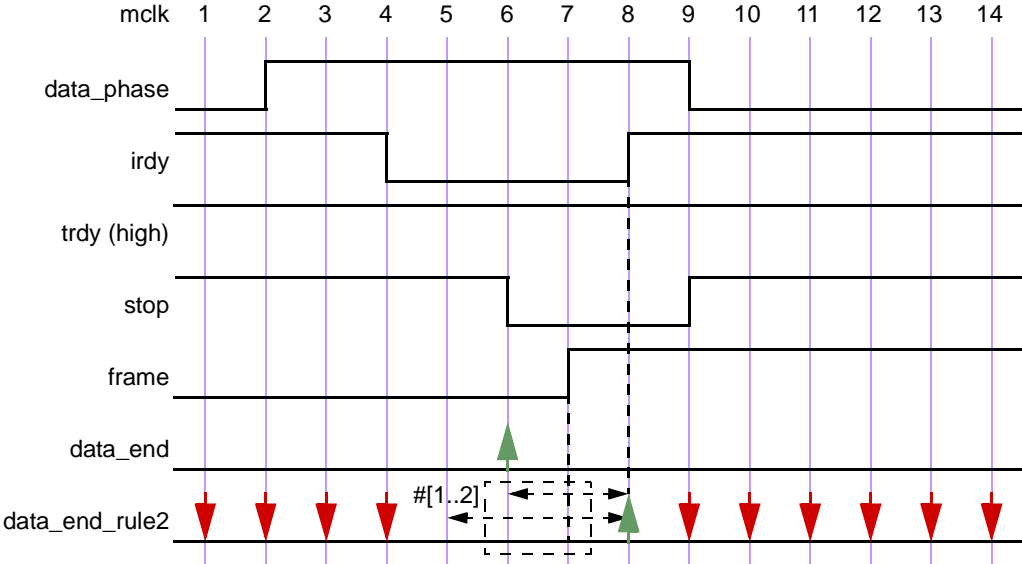 mclk 1 2 3 4 5 6 7 8 9 10 11 12 13 14
data_phase
irdy
trdy (high)
stop
frame
data_end
#[1..2]
data_end_rule2